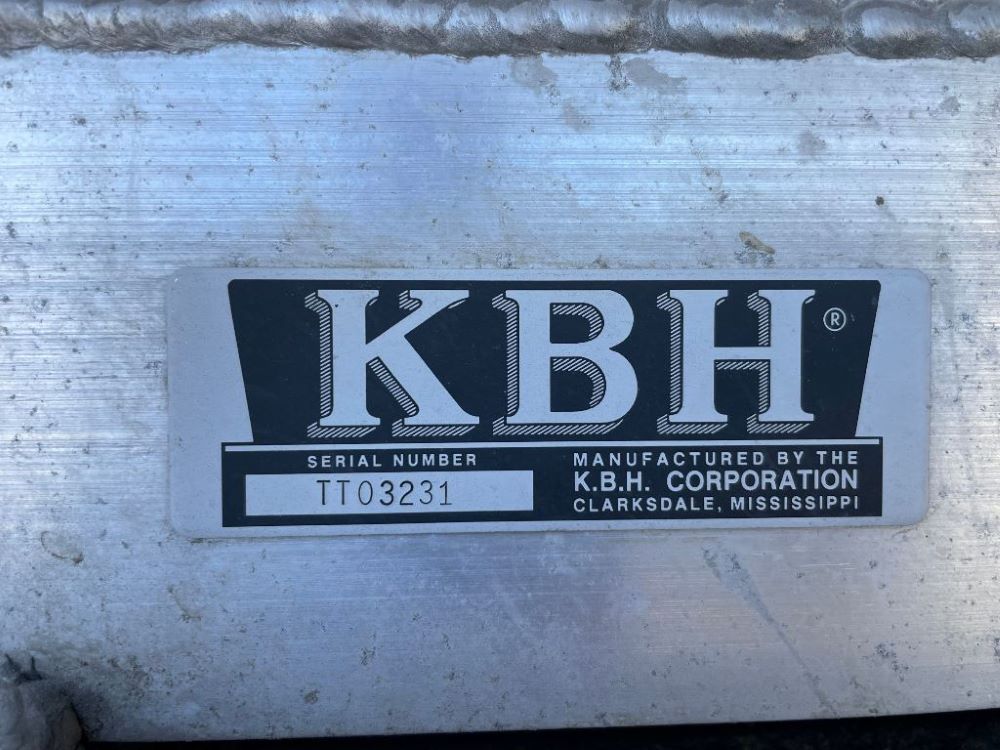 KBH®
SERIAL NUMBER
TT03231
MANUFACTURED BY THE
K.B.H. CORPORATION
CLARKSDALE, MISSISSIPPI